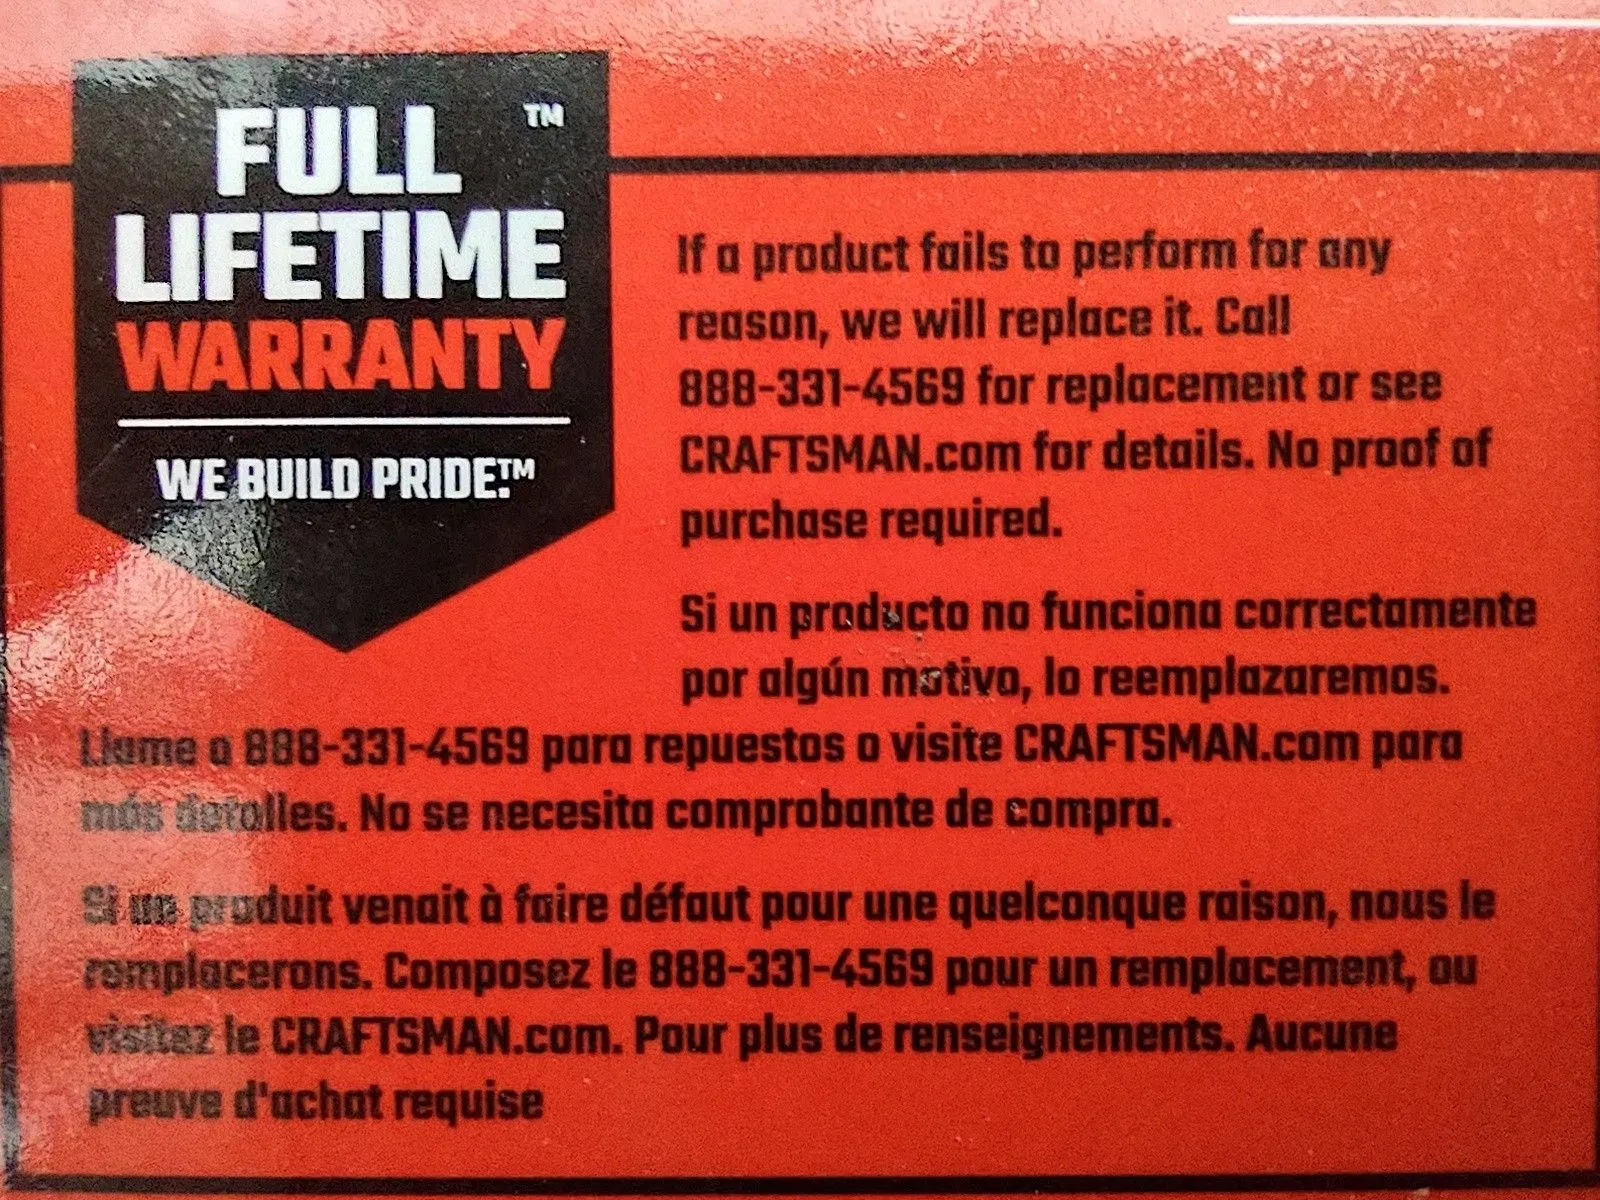 FULL ™
LIFETIME
WARRANTY
WE BUILD PRIDE.™
If a product fails to perform for any
reason, we will replace it. Call
888-331-4569 for replacement or see
CRAFTSMAN.com for details. No proof of
purchase required.
Si un producto no funciona correctamente
por algún motivo, lo reemplazaremos.
Llame a 888-331-4569 para repuestos o visite CRAFTSMAN.com para
más detalles. No se necesita comprobante de compra.
Si un produit venait à faire défaut pour une quelconque raison, nous le
remplacerons. Composez le 888-331-4569 pour un remplacement, ou
visitez le CRAFTSMAN.com. Pour plus de renseignements. Aucune
preuve d'achat requise